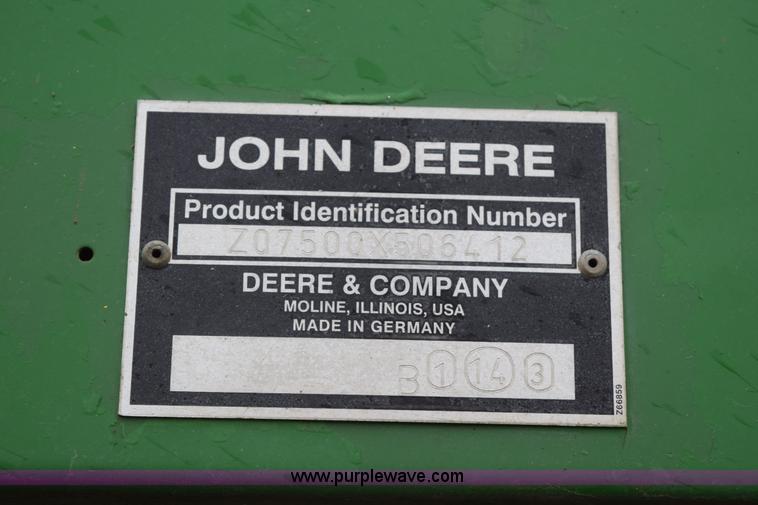 JOHN DEERE
Product Identification Number
Z07500X506412
DEERE & COMPANY
MOLINE, ILLINOIS, USA
MADE IN GERMANY
B 1 14 3
Z66859
www.purplewave.com